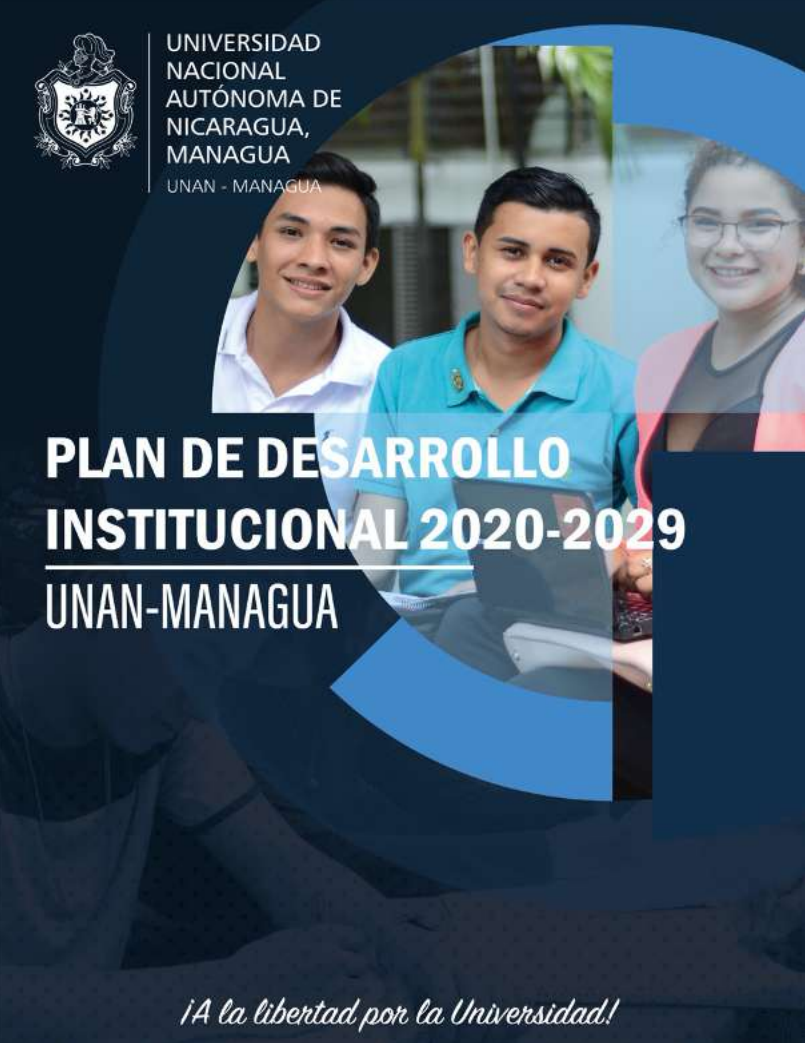 UNIVERSIDAD
NACIONAL
AUTÓNOMA DE
NICARAGUA,
MANAGUA
UNAN - MANAGUA
PLAN DE DESARROLLO
INSTITUCIONAL 2020-2029
UNAN-MANAGUA
¡A la libertad por la Universidad!